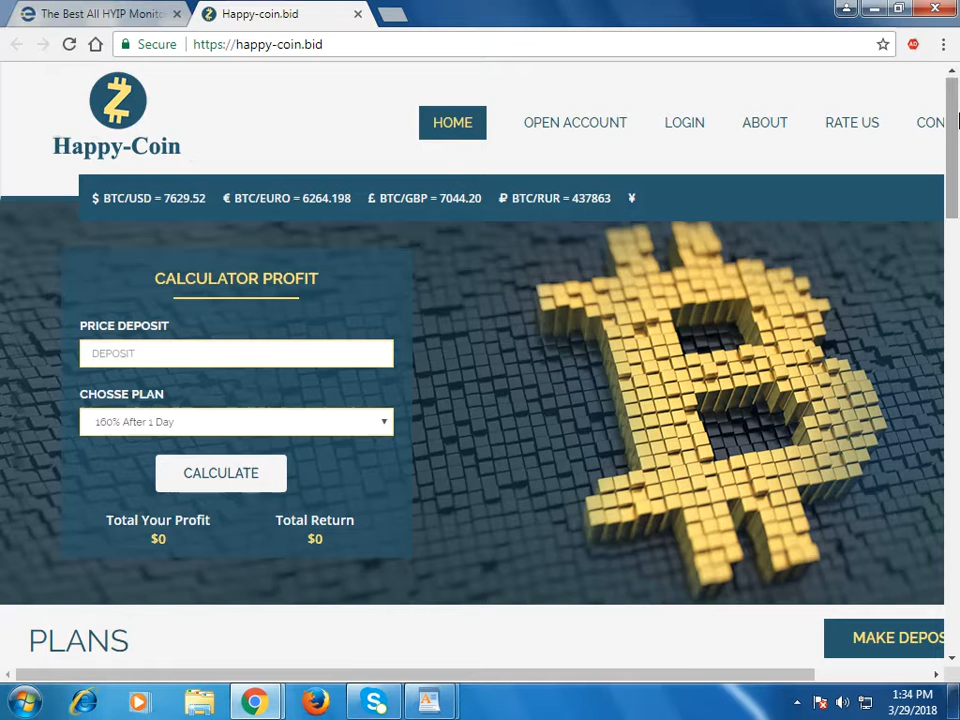 The Best All HYIP Monito
Happy-coin.bid
Secure
https://happy-coin.bid
AD
Happy-Coin
HOME
OPEN ACCOUNT
LOGIN
ABOUT
RATE US
CON
$ BTC/USD = 7629.52
€ BTC/EURO = 6264.198
£ BTC/GBP = 7044.20
₽ BTC/RUR = 437863
¥
CALCULATOR PROFIT
PRICE DEPOSIT
DEPOSIT
CHOSSE PLAN
160% After 1 Day
CALCULATE
Total Your Profit
Total Return
$0
$0
PLANS
MAKE DEPOS
1:34 PM
3/29/2018